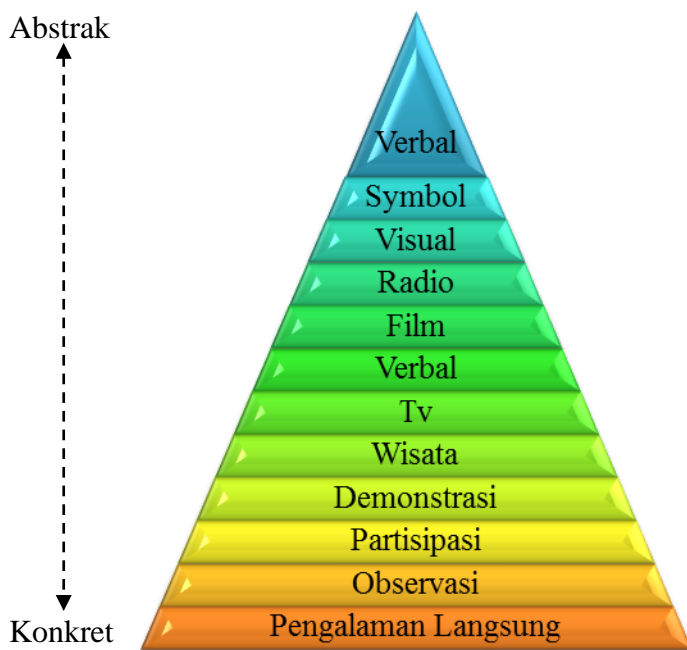 Abstrak
Verbal
Symbol
Visual
Radio
Film
Verbal
Tv
Wisata
Demonstrasi
Partisipasi
Observasi
Pengalaman Langsung
Konkret